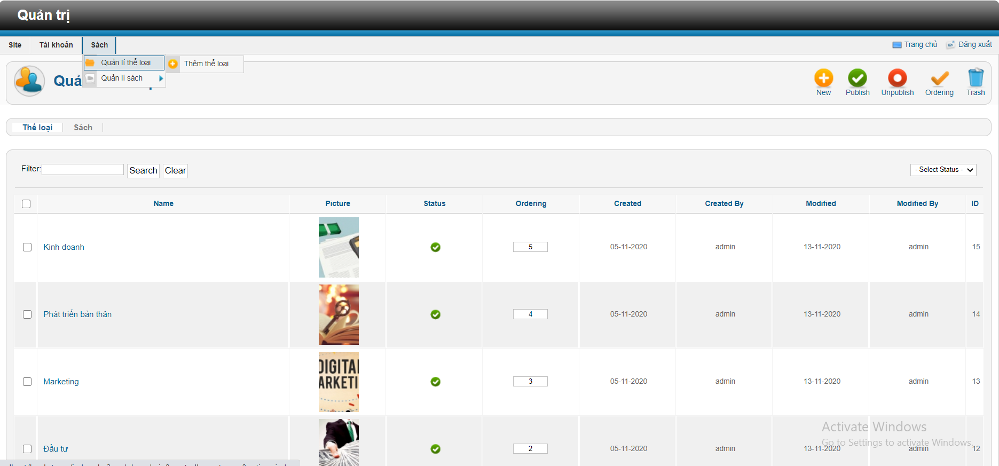 Quản trị
Site Tài khoản Sách Trang chủ Đăng xuất
Quản lí thể loại Thêm thể loại
Quản lí sách
New Publish Unpublish Ordering Trash
Thể loại Sách
Filter: Search Clear - Select Status -
Name Picture Status Ordering Created Created By Modified Modified By ID
Kinh doanh 5 05-11-2020 admin 13-11-2020 admin 15
Phát triển bản thân 4 05-11-2020 admin 13-11-2020 admin 14
Marketing 3 05-11-2020 admin 13-11-2020 admin 13
Đầu tư 2 05-11-2020 admin 13-11-2020 admin 12
Activate Windows
Go to Settings to activate Windows.